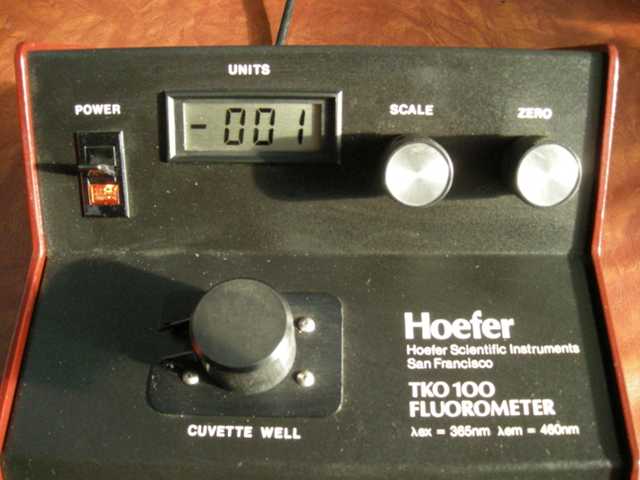 UNITS
POWER
SCALE
ZERO
-001
Hoefer
Hoefer Scientific Instruments
San Francisco
TKO 100
FLUOROMETER
λex = 365nm λem = 460nm
CUVETTE WELL